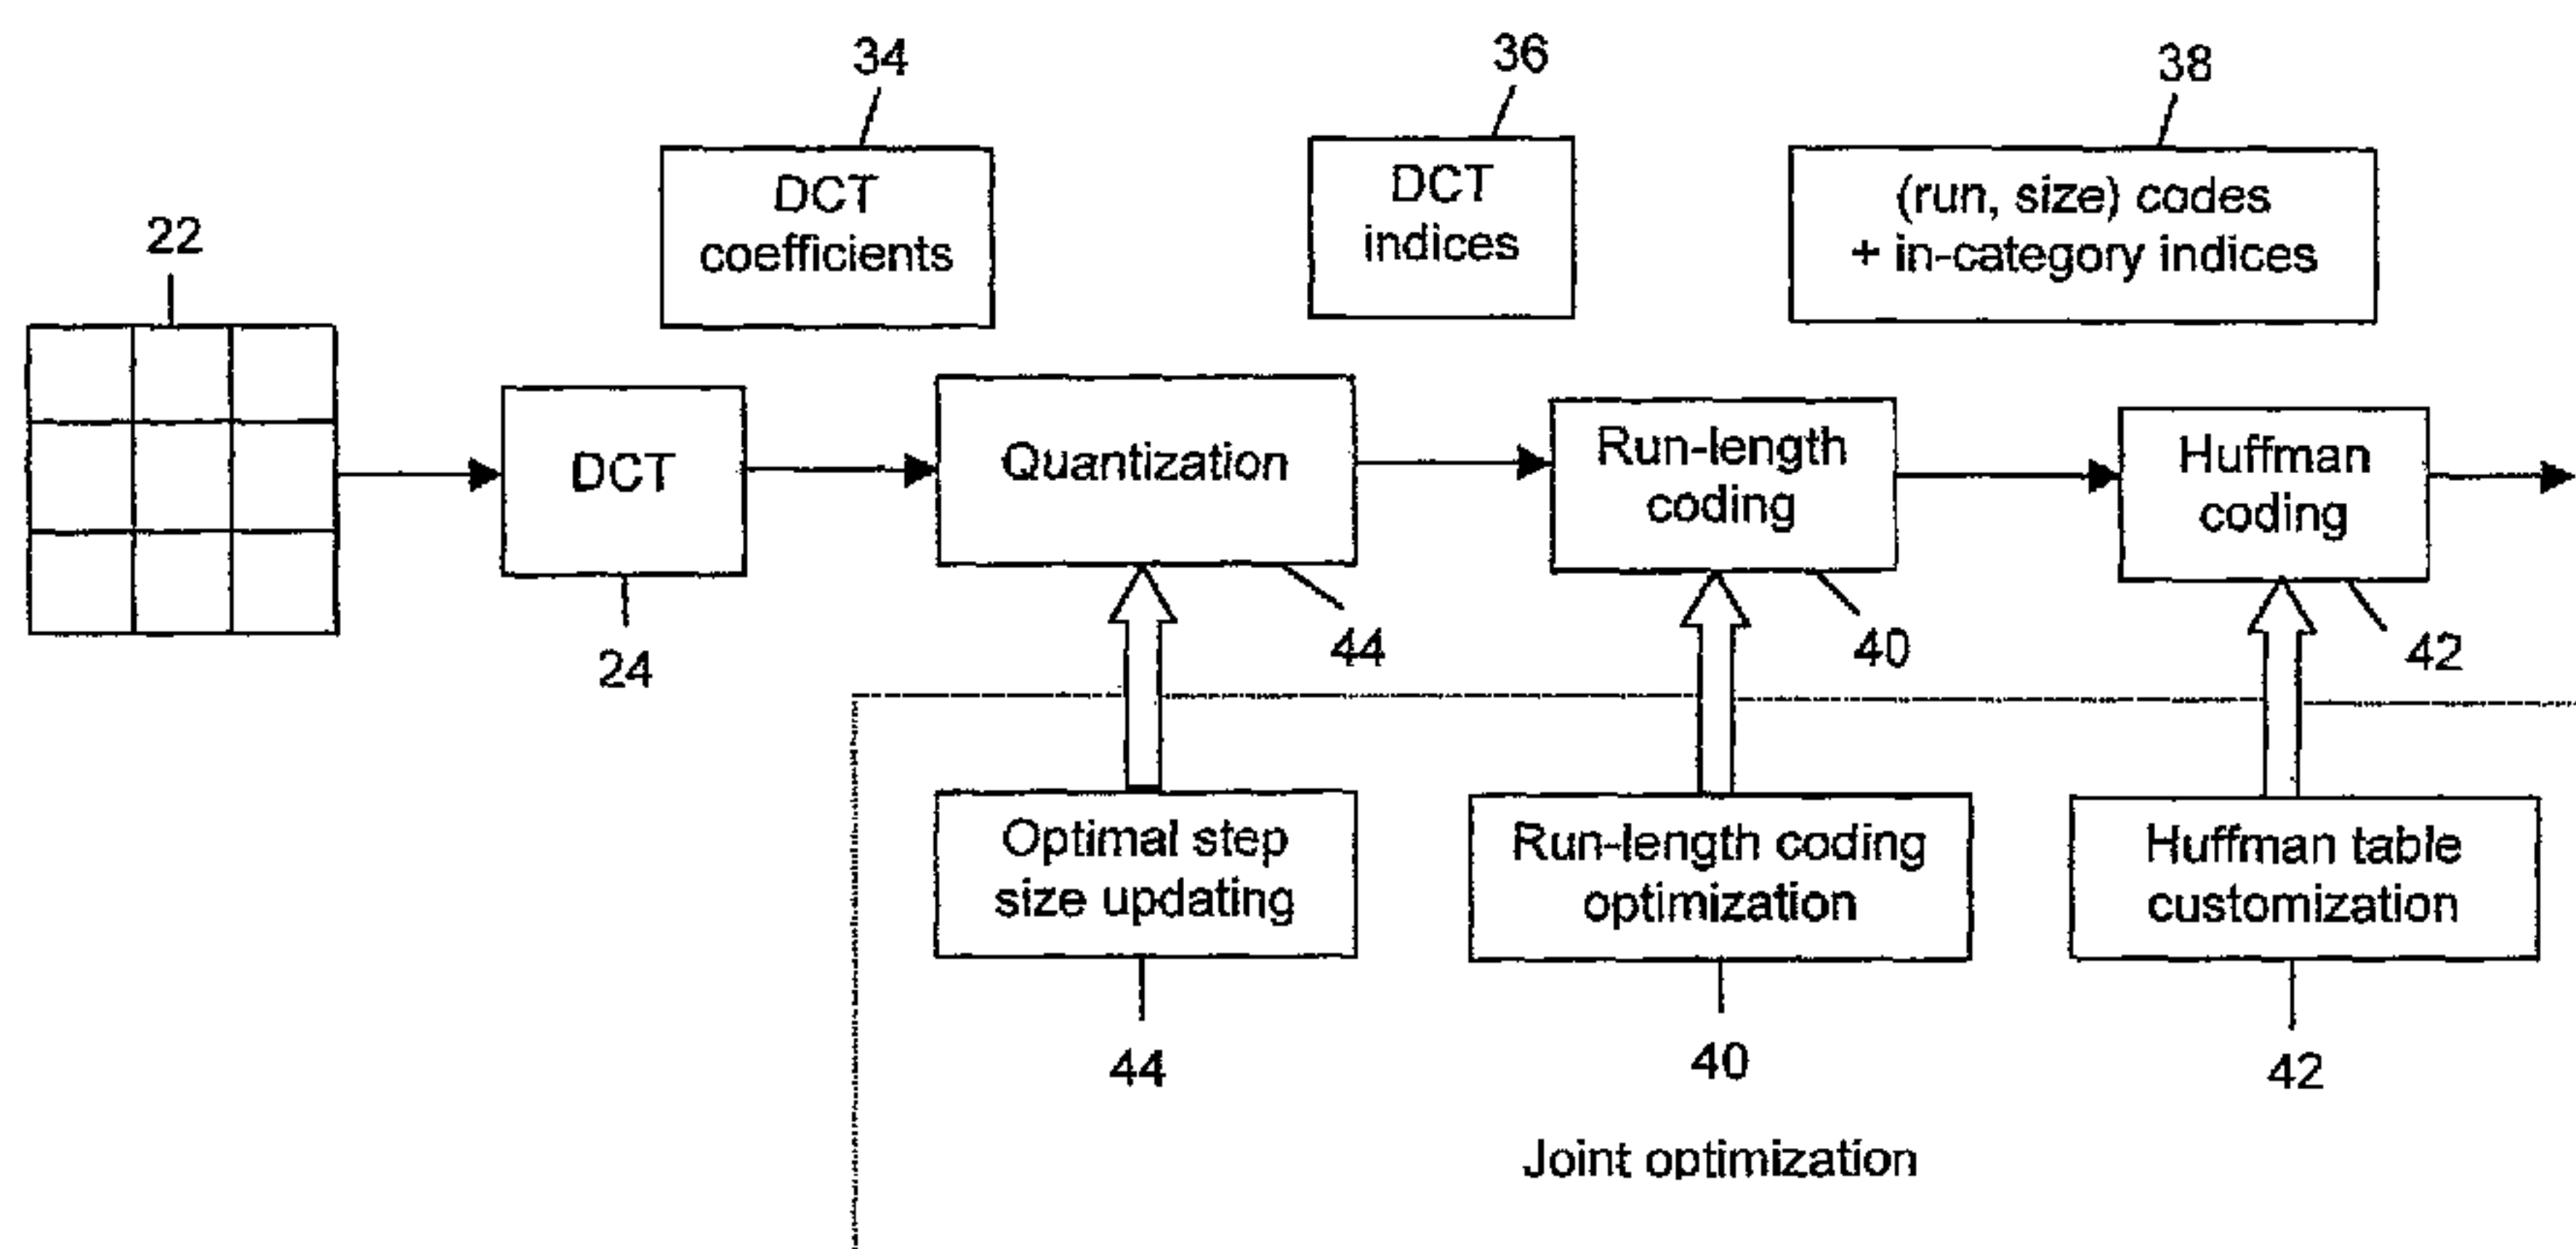 34
36
38
DCT
coefficients
DCT
indices
(run, size) codes
+ in-category indices
22
DCT
Quantization
Run-length
coding
Huffman
coding
24
44
40
42
Optimal step
size updating
Run-length coding
optimization
Huffman table
customization
44
40
42
Joint optimization